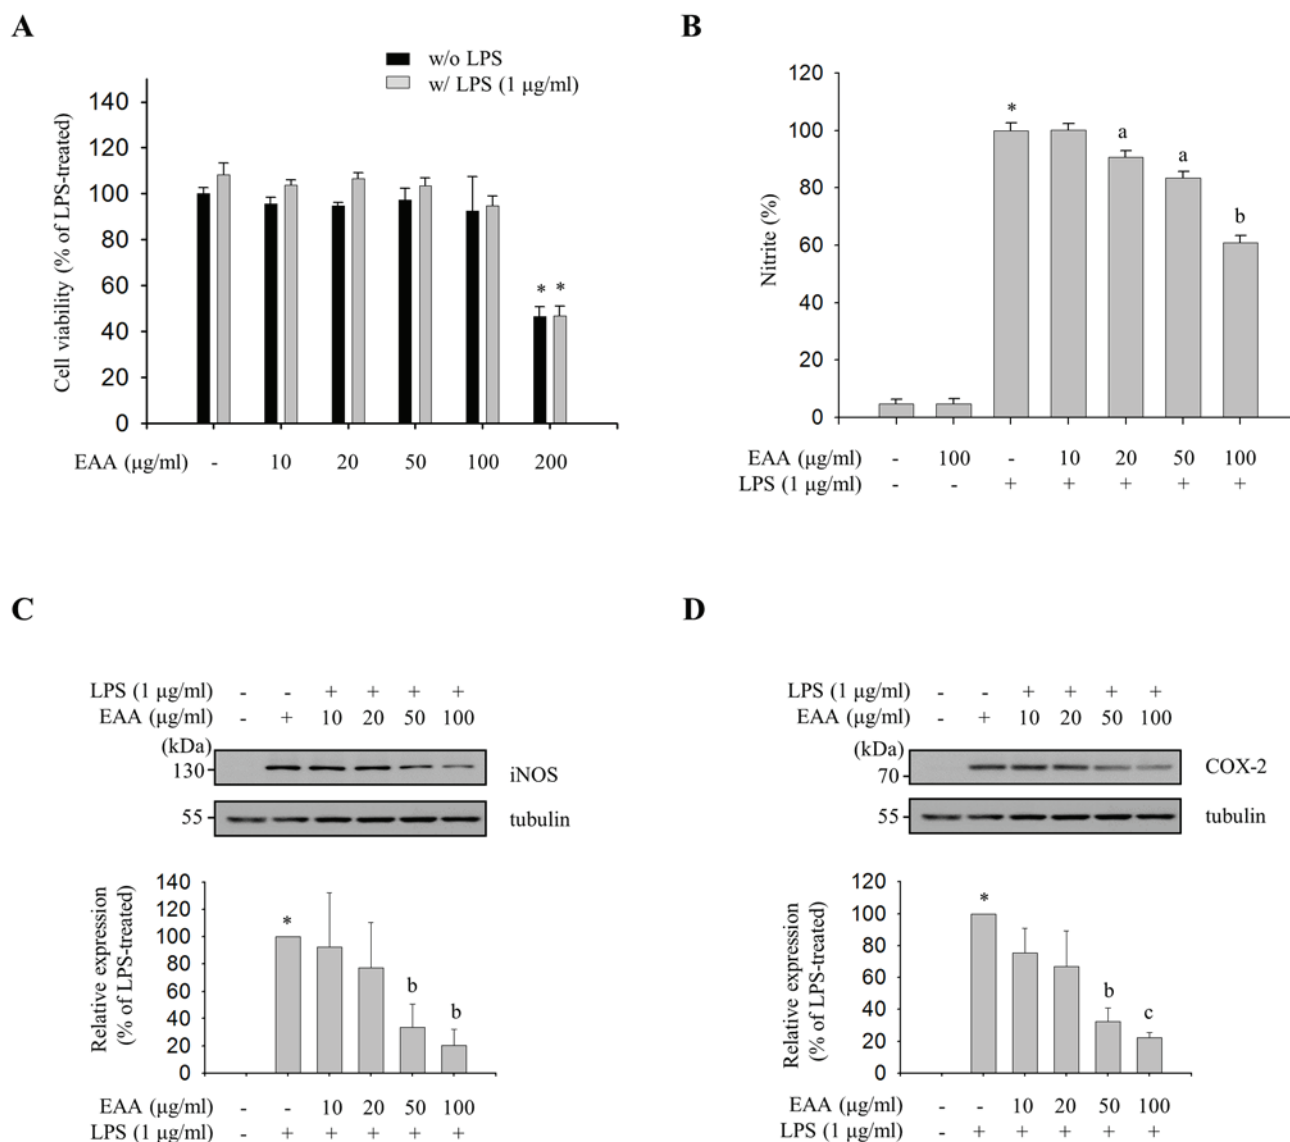 A
w/o LPS
w/ LPS (1 μg/ml)
Cell viability (% of LPS-treated)
140
120
100
80
60
40
20
0
* *
EAA (μg/ml) - 10 20 50 100 200
B
Nitrite (%)
120
100
80
60
40
20
0
* a a b
EAA (μg/ml) - 100 - 10 20 50 100
LPS (1 μg/ml) - - + + + + +
C
LPS (1 μg/ml) - - + + + +
EAA (μg/ml) - + 10 20 50 100
(kDa)
130 iNOS
55 tubulin
Relative expression
(% of LPS-treated)
140
120
100
80
60
40
20
0
* b b
EAA (μg/ml) - - 10 20 50 100
LPS (1 μg/ml) - + + + + +
D
LPS (1 μg/ml) - - + + + +
EAA (μg/ml) - + 10 20 50 100
(kDa)
70 COX-2
55 tubulin
Relative expression
(% of LPS-treated)
120
100
80
60
40
20
0
* b c
EAA (μg/ml) - - 10 20 50 100
LPS (1 μg/ml) - + + + + +